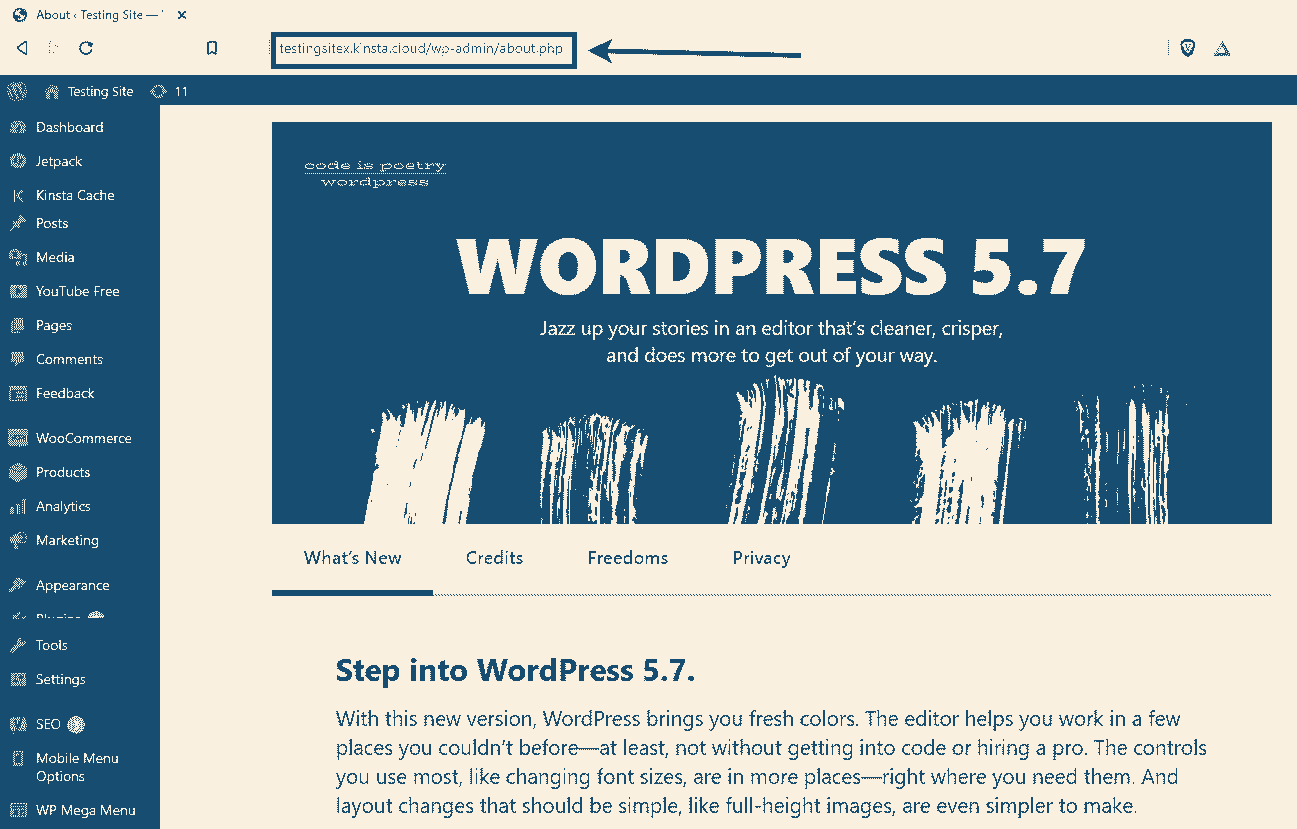 About ‹ Testing Site —
testingsitex.kinsta.cloud/wp-admin/about.php
Testing Site
11
Dashboard
Jetpack
Kinsta Cache
Posts
Media
YouTube Free
Pages
Comments
Feedback
WooCommerce
Products
Analytics
Marketing
Appearance
Tools
Settings
SEO
Mobile Menu
Options
WP Mega Menu
code is poetry
wordpress
WORDPRESS 5.7
Jazz up your stories in an editor that's cleaner, crisper,
and does more to get out of your way.
What's New Credits Freedoms Privacy
Step into WordPress 5.7.
With this new version, WordPress brings you fresh colors. The editor helps you work in a few
places you couldn't before—at least, not without getting into code or hiring a pro. The controls
you use most, like changing font sizes, are in more places—right where you need them. And
layout changes that should be simple, like full-height images, are even simpler to make.